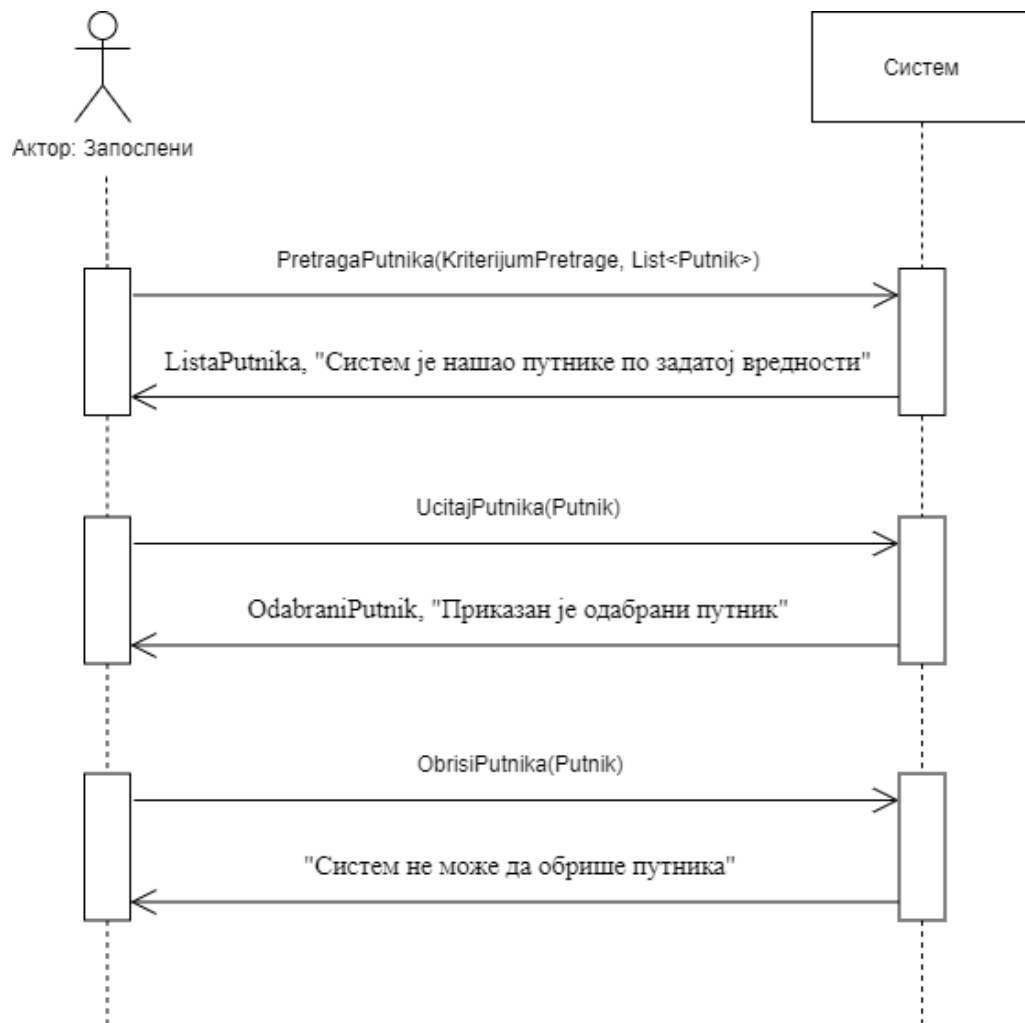 Систем
Актор: Запослени
PretragaPutnika(KriterijumPretrage, List<Putnik>)
ListaPutnika, "Систем је нашао путнике по задатој вредности"
UcitajPutnika(Putnik)
OdabraniPutnik, "Приказан је одабрани путник"
ObrisiPutnika(Putnik)
"Систем не може да обрише путника"